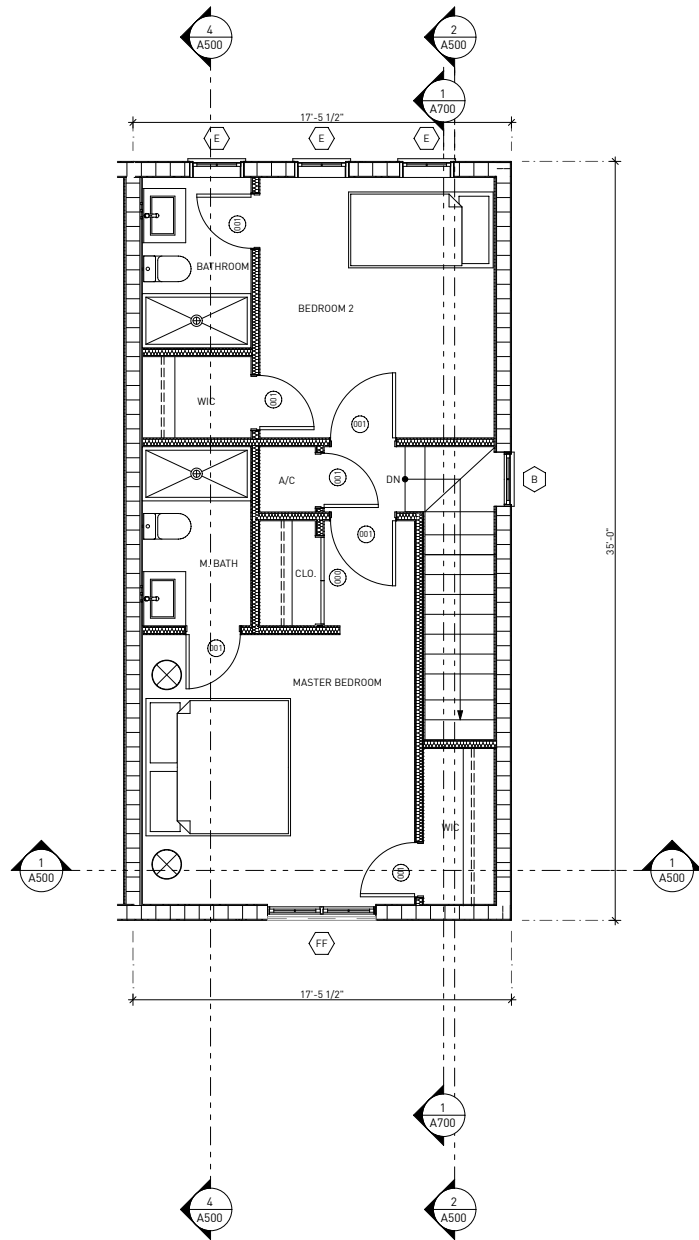 4
A500
2
A500
1
A700
17'-5 1/2"
E
E
E
001
BATHROOM
BEDROOM 2
WIC
001
001
A/C
001
DN
B
001
35'-0"
M. BATH
CLO.
000
001
MASTER BEDROOM
WIC
1
A500
001
1
A500
FF
17'-5 1/2"
1
A700
4
A500
2
A500